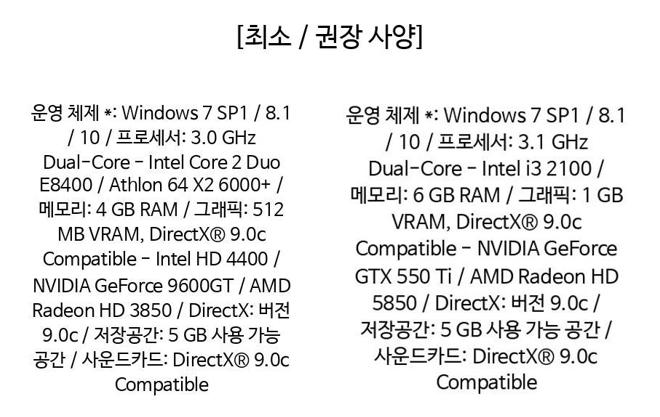 [최소 / 권장 사양]
운영 체제 *: Windows 7 SP1 / 8.1
/ 10 / 프로세서: 3.0 GHz
Dual-Core - Intel Core 2 Duo
E8400 / Athlon 64 X2 6000+ /
메모리: 4 GB RAM / 그래픽: 512
MB VRAM, DirectX® 9.0c
Compatible - Intel HD 4400 /
NVIDIA GeForce 9600GT / AMD
Radeon HD 3850 / DirectX: 버전
9.0c / 저장공간: 5 GB 사용 가능
공간 / 사운드카드: DirectX® 9.0c
Compatible
운영 체제 *: Windows 7 SP1 / 8.1
/ 10 / 프로세서: 3.1 GHz
Dual-Core - Intel i3 2100 /
메모리: 6 GB RAM / 그래픽: 1 GB
VRAM, DirectX® 9.0c
Compatible - NVIDIA GeForce
GTX 550 Ti / AMD Radeon HD
5850 / DirectX: 버전 9.0c /
저장공간: 5 GB 사용 가능 공간 /
사운드카드: DirectX® 9.0c
Compatible